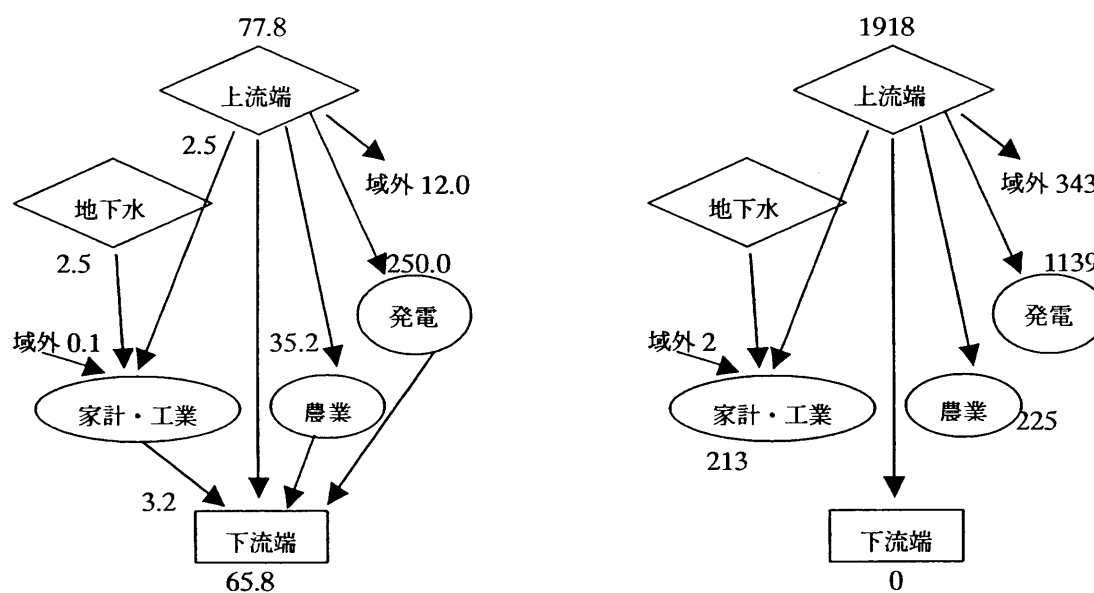 77.8
上流端
2.5
域外 12.0
地下水
2.5
250.0
発電
域外 0.1
35.2
家計・工業
農業
3.2
下流端
65.8
1918
上流端
域外 343
地下水
1139
発電
域外 2
家計・工業
農業
225
213
下流端
0